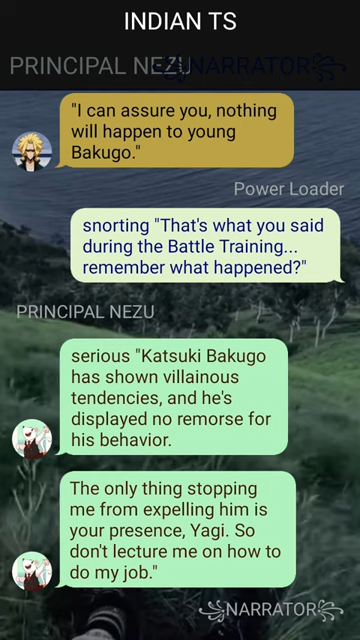 INDIAN TS
PRINCIPAL NEZU
꧁NARRATOR꧂
"I can assure you, nothing
will happen to young
Bakugo."
Power Loader
snorting "That's what you said
during the Battle Training...
remember what happened?"
PRINCIPAL NEZU
serious "Katsuki Bakugo
has shown villainous
tendencies, and he's
displayed no remorse for
his behavior.
The only thing stopping
me from expelling him is
your presence, Yagi. So
don't lecture me on how to
do my job."
꧁NARRATOR꧂